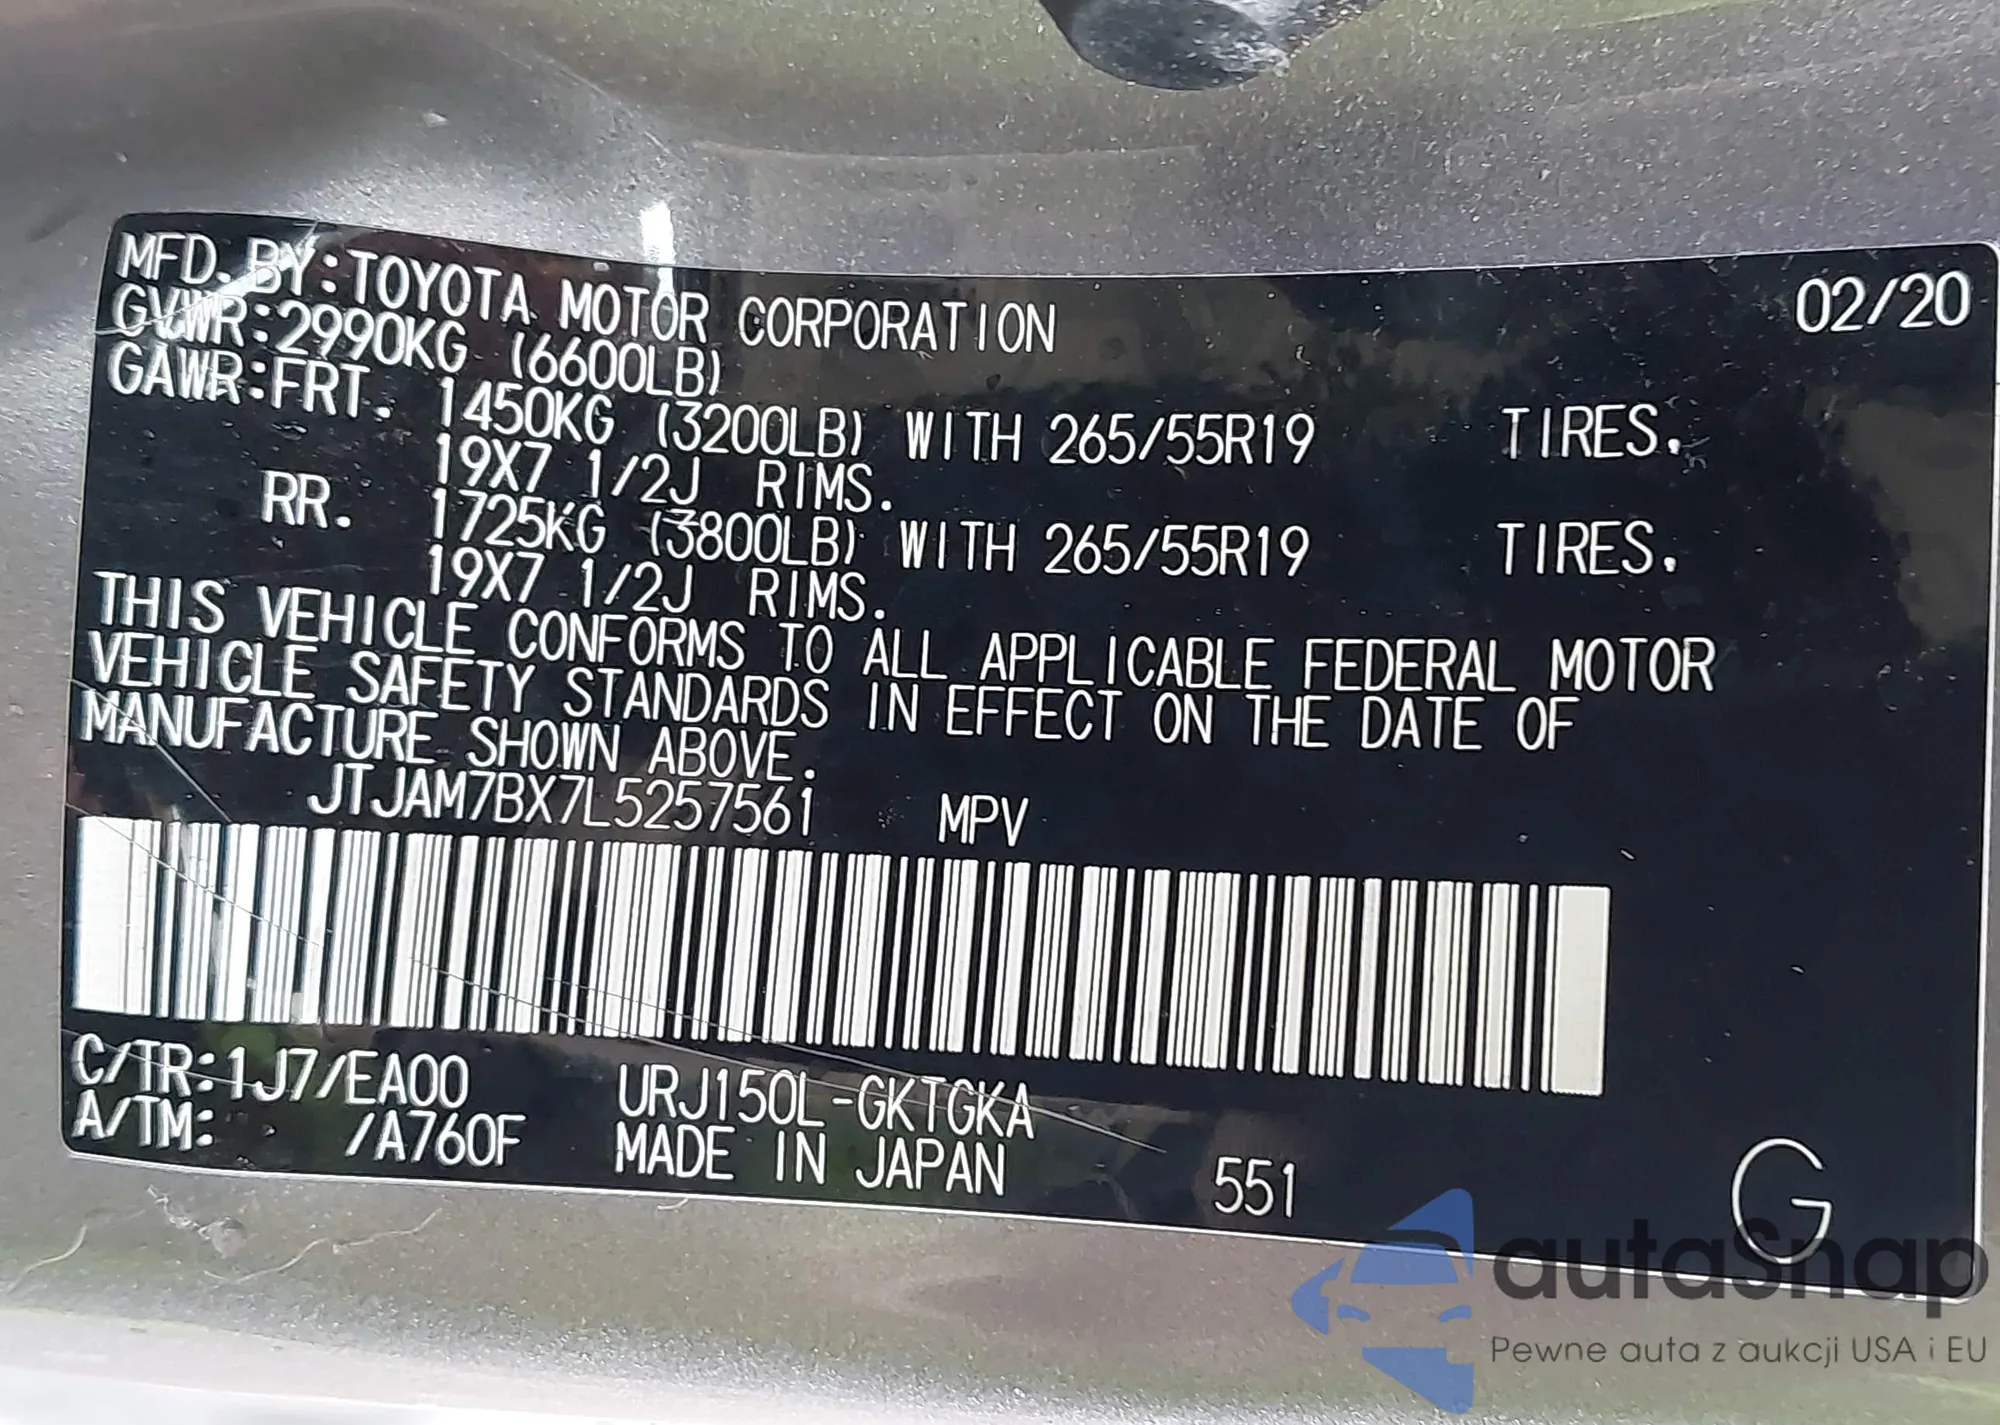 MFD. BY:TOYOTA MOTOR CORPORATION 02/20
GVWR:2990KG (6600LB)
GAWR:FRT. 1450KG (3200LB) WITH 265/55R19 TIRES.
19X7 1/2J RIMS.
RR. 1725KG (3800LB) WITH 265/55R19 TIRES.
19X7 1/2J RIMS.
THIS VEHICLE CONFORMS TO ALL APPLICABLE FEDERAL MOTOR
VEHICLE SAFETY STANDARDS IN EFFECT ON THE DATE OF
MANUFACTURE SHOWN ABOVE.
JTJAM7BX7L5257561 MPV
C/TR:1J7/EA00 URJ150L-GKTGKA
A/TM: /A760F MADE IN JAPAN 551 G
autaSnap
Pewne auta z aukcji USA i EU